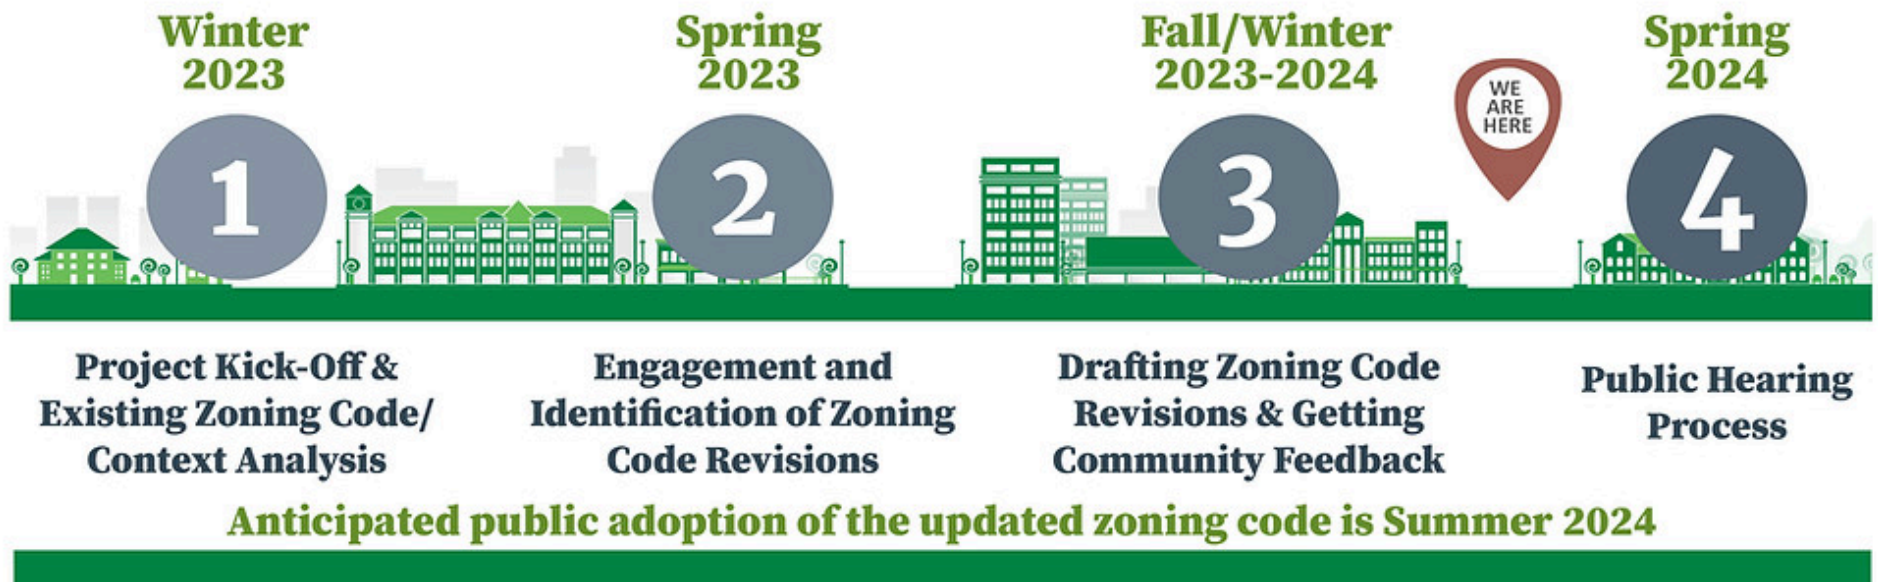 Winter
2023
1
Project Kick-Off &
Existing Zoning Code/
Context Analysis
Spring
2023
2
Engagement and
Identification of Zoning
Code Revisions
Fall/Winter
2023-2024
3
Drafting Zoning Code
Revisions & Getting
Community Feedback
WE
ARE
HERE
Spring
2024
4
Public Hearing
Process
Anticipated public adoption of the updated zoning code is Summer 2024